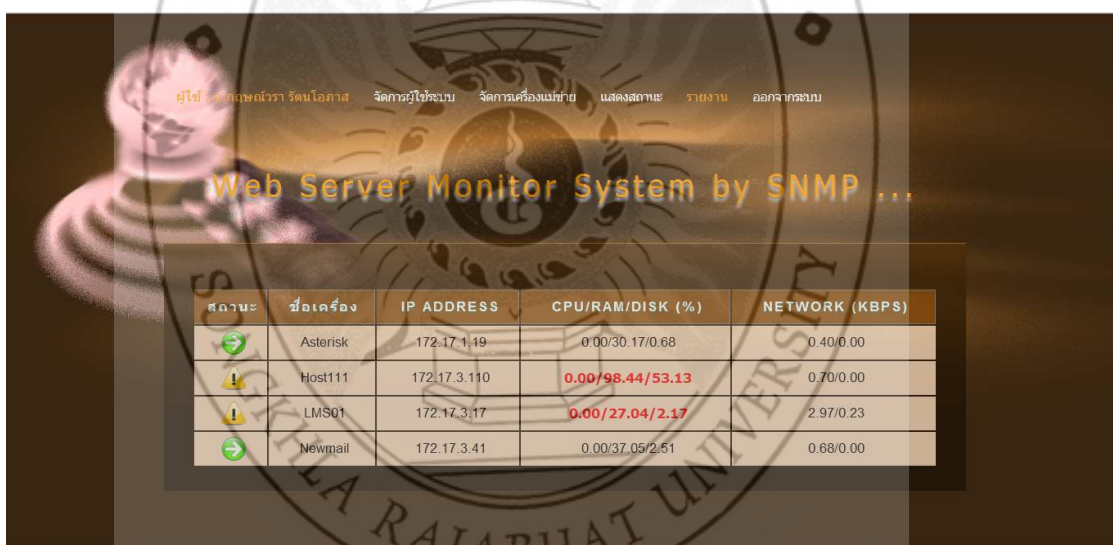 ผู้ใช้ : กฤษณ์วรา รัตนโอภาส จัดการผู้ใช้ระบบ จัดการเครื่องแม่ข่าย แสดงสถานะ รายงาน ออกจากระบบ
Web Server Monitor System by SNMP ...
สถานะ ชื่อเครื่อง IP ADDRESS CPU/RAM/DISK (%) NETWORK (KBPS)
Asterisk 172.17.1.19 0.00/30.17/0.68 0.40/0.00
Host111 172.17.3.110 0.00/98.44/53.13 0.70/0.00
LMS01 172.17.3.17 0.00/27.04/2.17 2.97/0.23
Newmail 172.17.3.41 0.00/37.05/2.51 0.68/0.00
SONGKHLA RAJABHAT UNIVERSITY